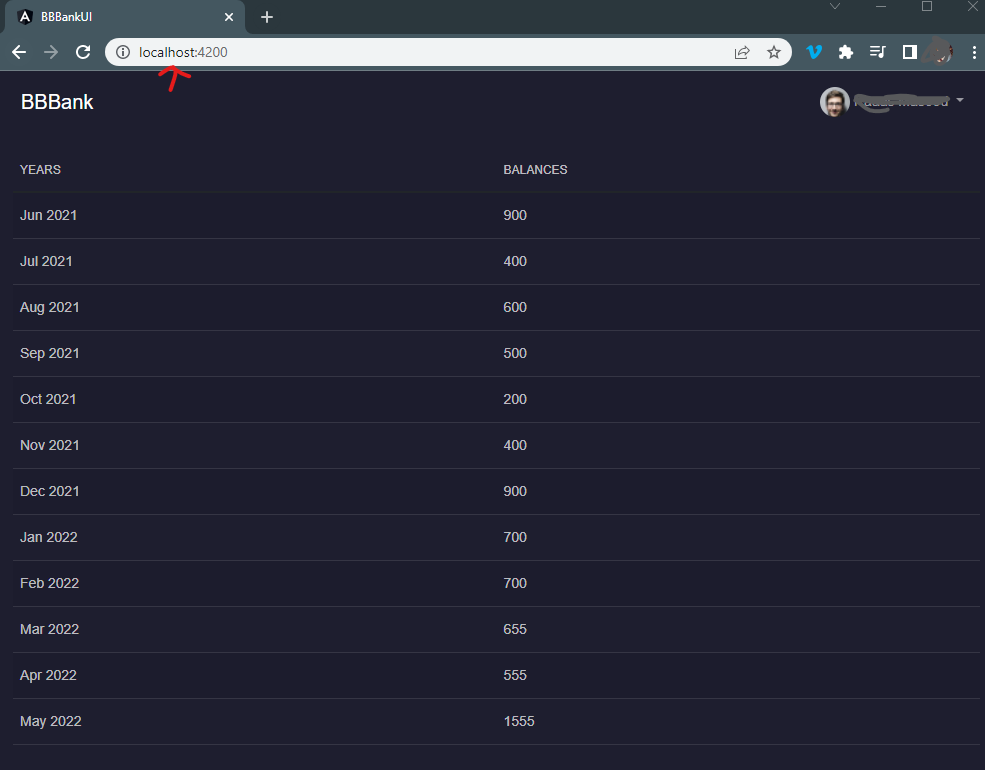 BBBankUI
localhost:4200
BBBank
YEARS BALANCES
Jun 2021 900
Jul 2021 400
Aug 2021 600
Sep 2021 500
Oct 2021 200
Nov 2021 400
Dec 2021 900
Jan 2022 700
Feb 2022 700
Mar 2022 655
Apr 2022 555
May 2022 1555